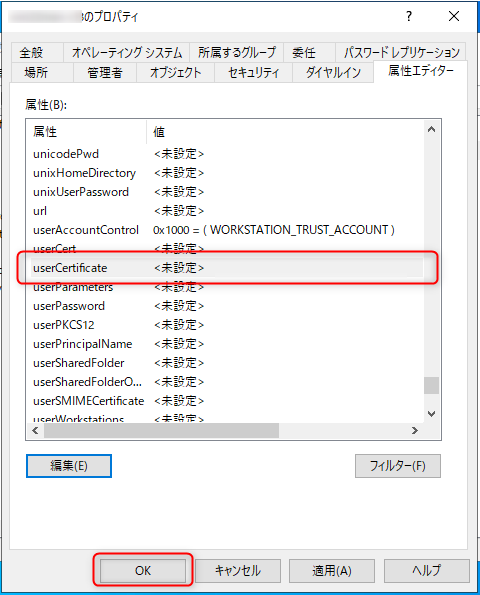 のプロパティ
全般 オペレーティング システム 所属するグループ 委任 パスワード レプリケーション
場所 管理者 オブジェクト セキュリティ ダイヤルイン 属性エディター
属性(B):
属性 値
unicodePwd <未設定>
unixHomeDirectory <未設定>
unixUserPassword <未設定>
url <未設定>
userAccountControl 0x1000 = ( WORKSTATION_TRUST_ACCOUNT )
userCert <未設定>
userCertificate <未設定>
userParameters <未設定>
userPassword <未設定>
userPKCS12 <未設定>
userPrincipalName <未設定>
userSharedFolder <未設定>
userSharedFolderO... <未設定>
userSMIMECertificate <未設定>
userWorkstations <未設定>
編集(E) フィルター(F)
OK キャンセル 適用(A) ヘルプ